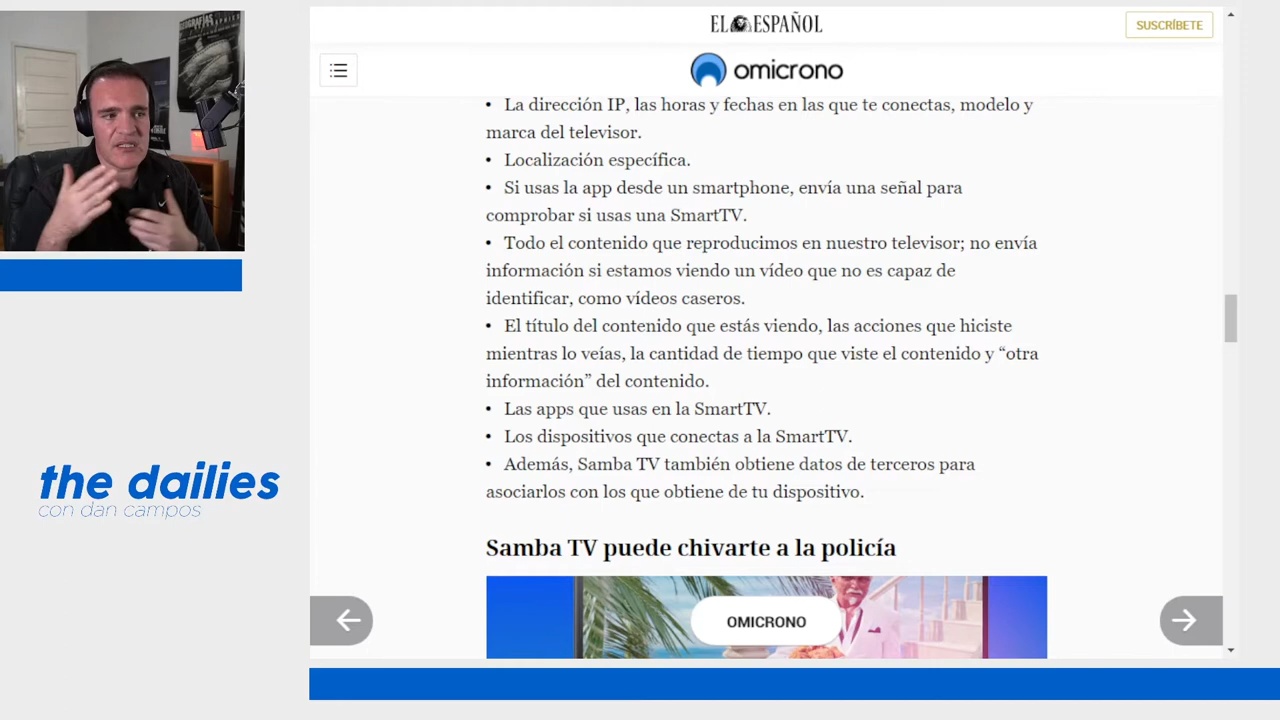 EL ESPAÑOL
SUSCRÍBETE
omicrono
• La dirección IP, las horas y fechas en las que te conectas, modelo y
marca del televisor.
• Localización específica.
• Si usas la app desde un smartphone, envía una señal para
comprobar si usas una SmartTV.
• Todo el contenido que reproducimos en nuestro televisor; no envía
información si estamos viendo un vídeo que no es capaz de
identificar, como vídeos caseros.
• El título del contenido que estás viendo, las acciones que hiciste
mientras lo veías, la cantidad de tiempo que viste el contenido y “otra
información” del contenido.
• Las apps que usas en la SmartTV.
• Los dispositivos que conectas a la SmartTV.
• Además, Samba TV también obtiene datos de terceros para
asociarlos con los que obtiene de tu dispositivo.
Samba TV puede chivarte a la policía
OMICRONO
the dailies
con dan campos